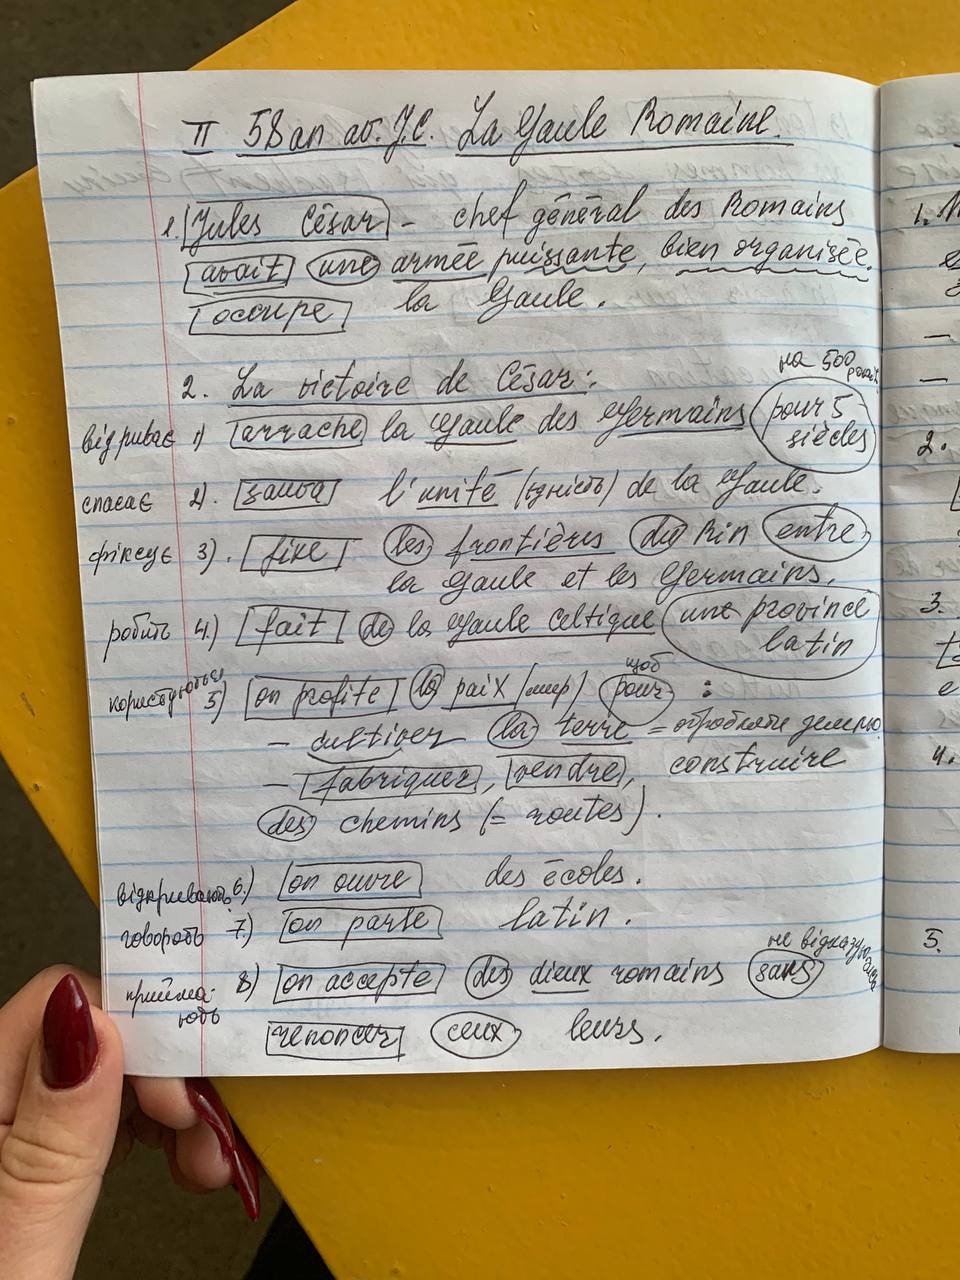 II 58 an av. J.C. La Gaule Romaine.
1. Jules César - chef général des Romains
avait une armée puissante, bien organisée.
occupe la Gaule.
на 500 років
2. La victoire de César:
відриває 1) arrache la Gaule des Germains pour 5
siècles
спасає 2). sauva l'unité (єдність) de la Gaule.
фіксує 3). fixe les frontières du Rin entre
la Gaule et les Germains.
робить 4.) fait de la Gaule Celtique une province
latin
щоб
користуються 5) on profite la paix (мир) pour :
- cultiver la terre = обробляти землю
- fabriquer, vendre, construire
des chemins (= routes).
відкривають 6.) on ouvre des écoles.
говорять 7.) on parle latin.
не відказуючись
прийма- 8) on accepte des dieux romains sans
ють renoncer ceux leurs.
1.
2.
3.
e
4.
5.